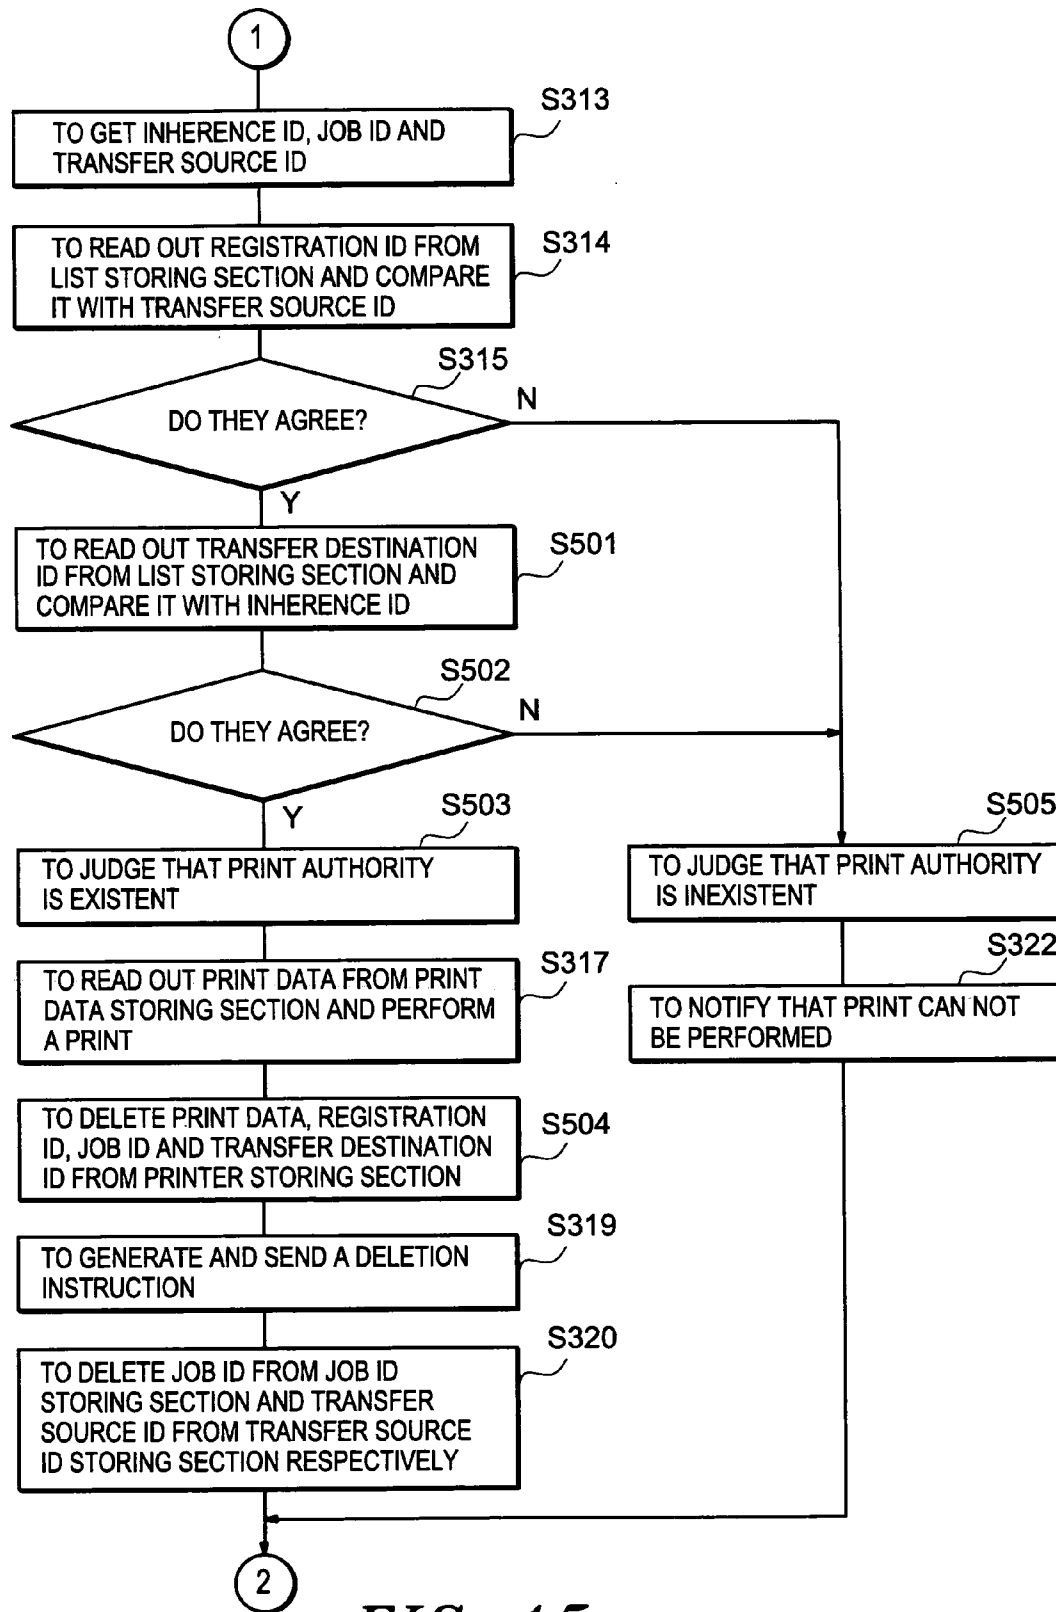 1
S313
TO GET INHERENCE ID, JOB ID AND
TRANSFER SOURCE ID
S314
TO READ OUT REGISTRATION ID FROM
LIST STORING SECTION AND COMPARE
IT WITH TRANSFER SOURCE ID
S315
DO THEY AGREE?
N
Y
S501
TO READ OUT TRANSFER DESTINATION
ID FROM LIST STORING SECTION AND
COMPARE IT WITH INHERENCE ID
S502
DO THEY AGREE?
N
Y
S503
TO JUDGE THAT PRINT AUTHORITY
IS EXISTENT
S505
TO JUDGE THAT PRINT AUTHORITY
IS INEXISTENT
S317
TO READ OUT PRINT DATA FROM PRINT
DATA STORING SECTION AND PERFORM
A PRINT
S322
TO NOTIFY THAT PRINT CAN NOT
BE PERFORMED
S504
TO DELETE PRINT DATA, REGISTRATION
ID, JOB ID AND TRANSFER DESTINATION
ID FROM PRINTER STORING SECTION
S319
TO GENERATE AND SEND A DELETION
INSTRUCTION
S320
TO DELETE JOB ID FROM JOB ID
STORING SECTION AND TRANSFER
SOURCE ID FROM TRANSFER SOURCE
ID STORING SECTION RESPECTIVELY
2